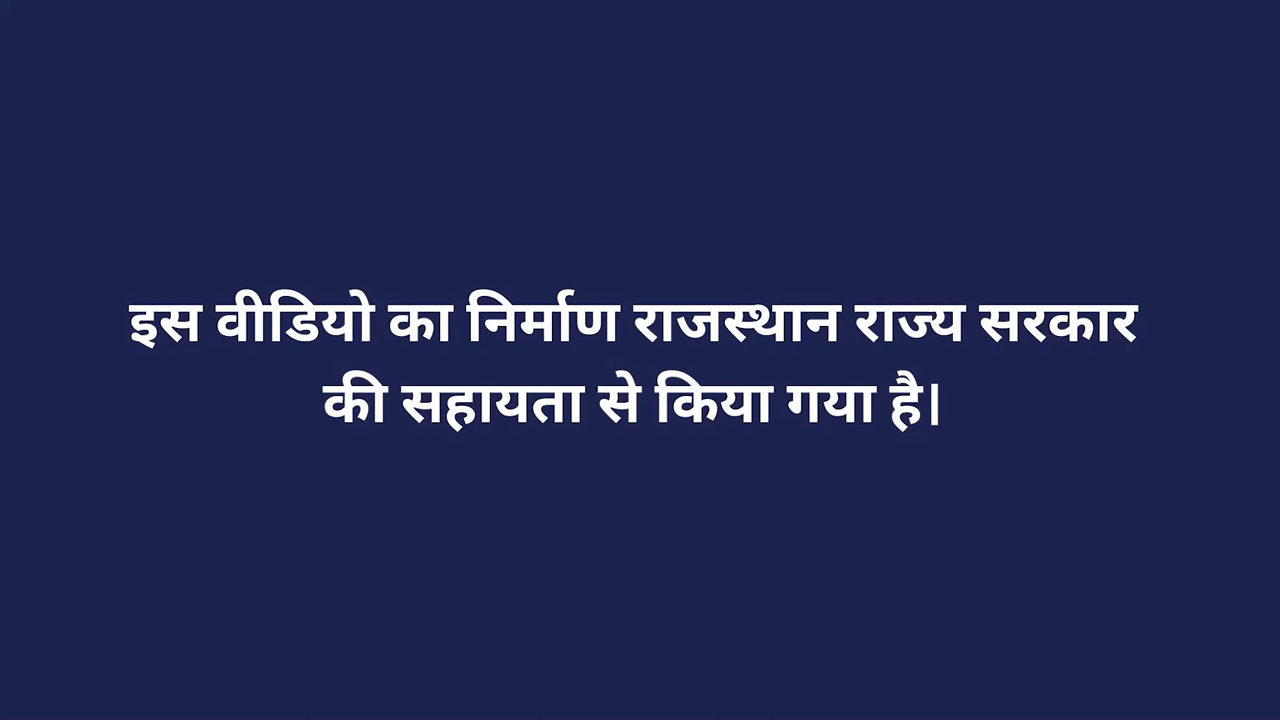 इस वीडियो का निर्माण राजस्थान राज्य सरकार
की सहायता से किया गया है।